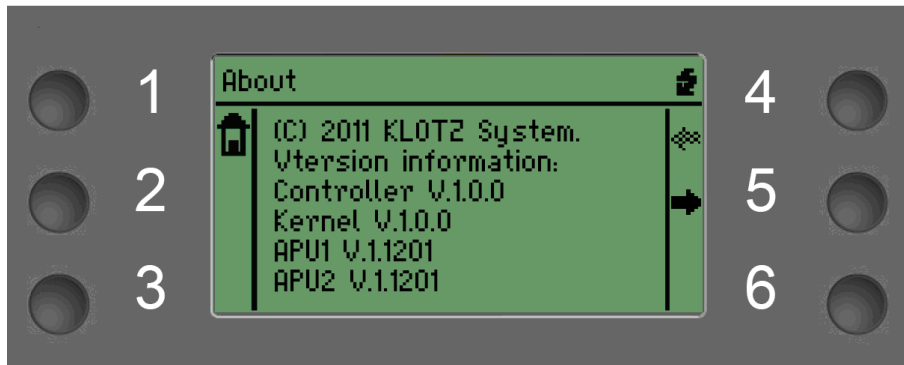 1
2
3
About
(C) 2011 KLOTZ System.
Vtersion information:
Controller V.1.0.0
Kernel V.1.0.0
APU1 V.1.1201
APU2 V.1.1201
4
5
6